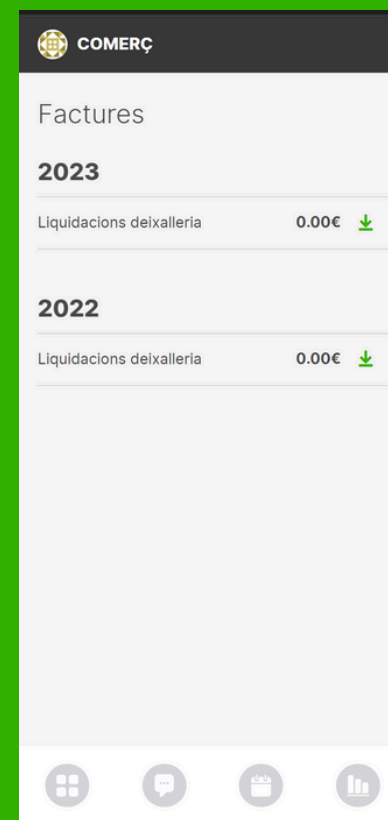 COMERÇ
Factures
2023
Liquidacions deixalleria 0.00€
2022
Liquidacions deixalleria 0.00€